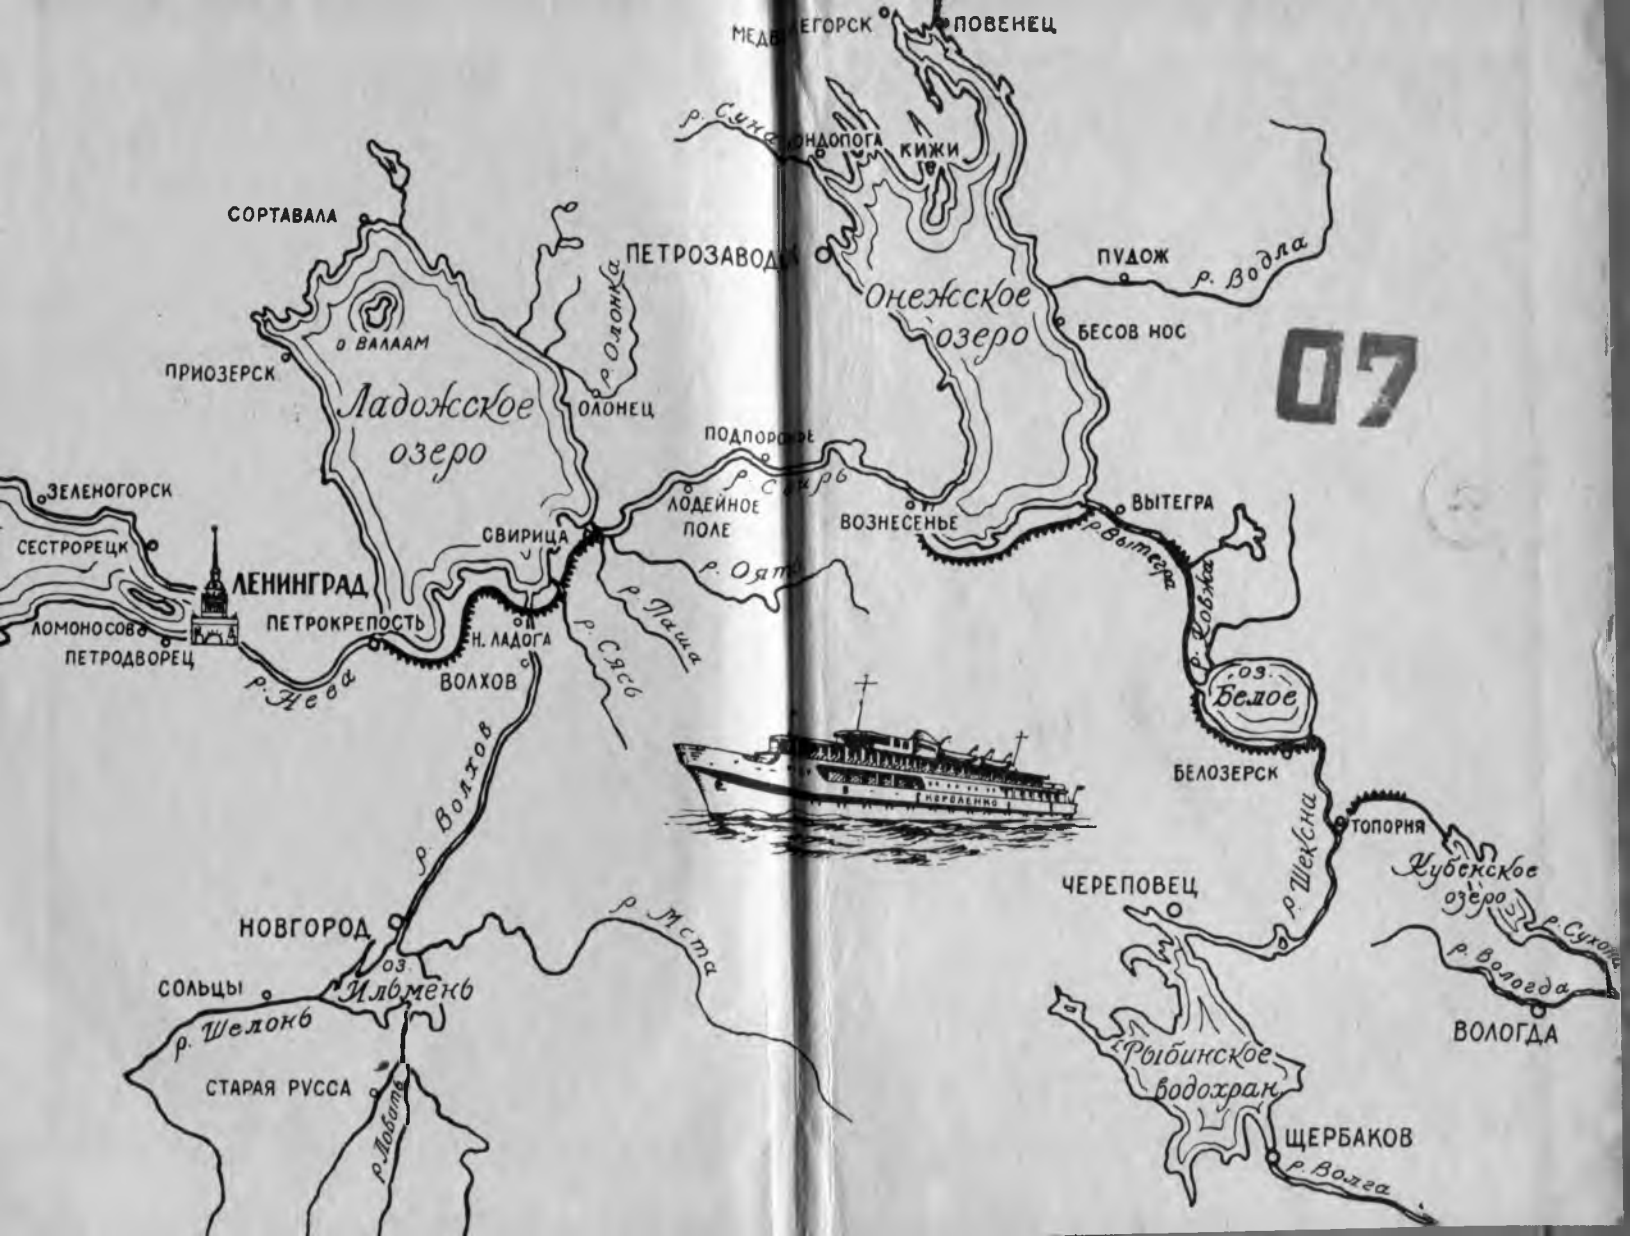 МЕДВЕЖЬЕГОРСК
ПОВЕНЕЦ
р. Суна
КОНДОПОГА
КИЖИ
СОРТАВАЛА
ПЕТРОЗАВОДСК
ПУДОЖ
р. Водла
р. Олонка
Онежское
озеро
БЕСОВ НОС
07
о ВАЛААМ
ПРИОЗЕРСК
Ладожское
озеро
ОЛОНЕЦ
ПОДПОРОЖЬЕ
р. Свирь
ЗЕЛЕНОГОРСК
ЛОДЕЙНОЕ
ПОЛЕ
ВОЗНЕСЕНЬЕ
ВЫТЕГРА
р. Вытегра
СЕСТРОРЕЦК
СВИРИЦА
ЛЕНИНГРАД
р. Оять
р. Ковжа
р. Паша
ЛОМОНОСОВ
ПЕТРОКРЕПОСТЬ
Н. ЛАДОГА
р. Сясь
ПЕТРОДВОРЕЦ
р. Нева
ВОЛХОВ
оз.
Белое
БЕЛОЗЕРСК
р. Волхов
КОРОЛЕНКО
р. Шексна
ТОПОРНЯ
Кубенское
озеро
ЧЕРЕПОВЕЦ
НОВГОРОД
р. Мста
р. Сухона
р. Вологда
ВОЛОГДА
СОЛЬЦЫ
оз.
Ильмень
р. Шелонь
Рыбинское
водохран.
СТАРАЯ РУССА
р. Ловать
ЩЕРБАКОВ
р. Волга